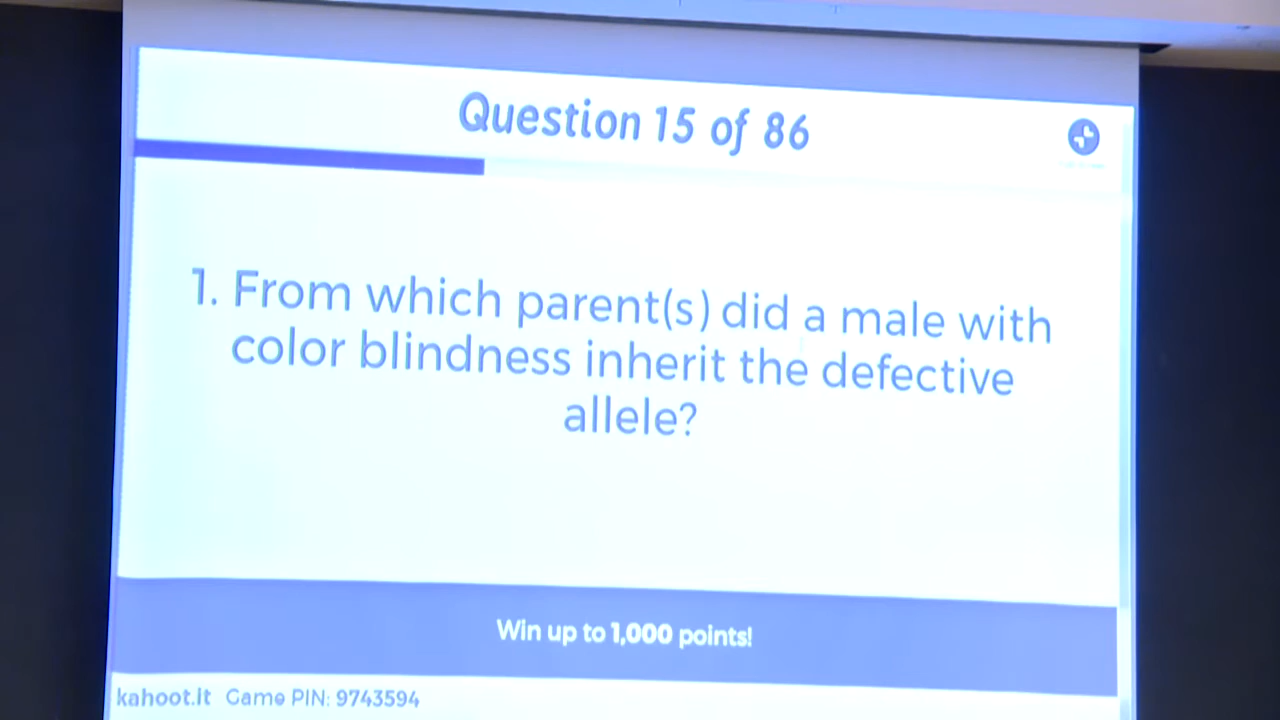 Question 15 of 86
1. From which parent(s) did a male with
color blindness inherit the defective
allele?
Win up to 1,000 points!
kahoot.it Game PIN: 9743594